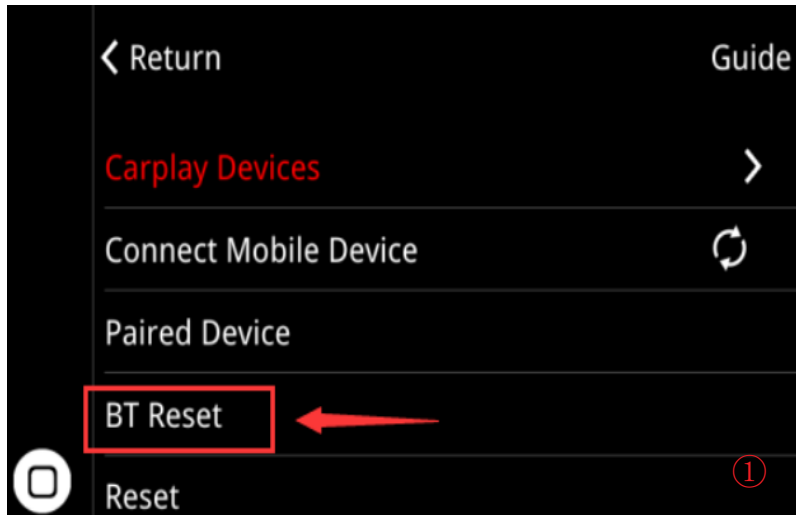 Return
Guide
Carplay Devices
Connect Mobile Device
Paired Device
BT Reset
Reset
①